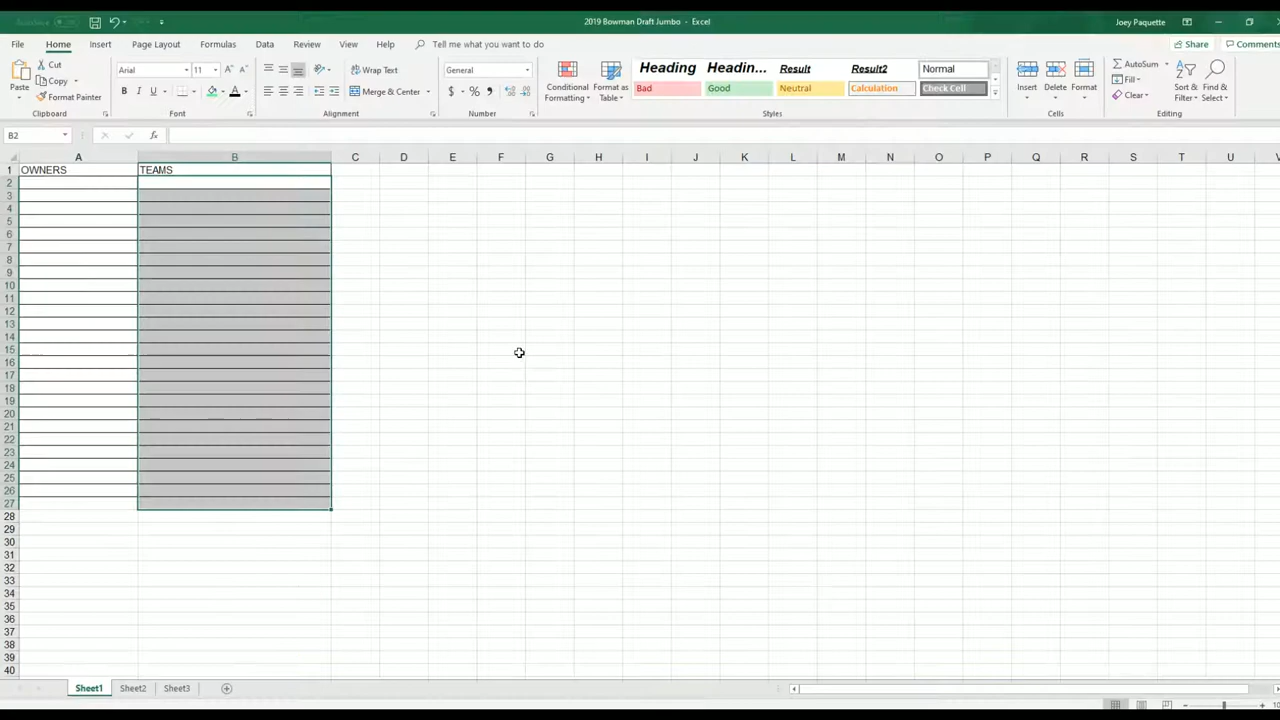 AutoSave Off 2019 Bowman Draft Jumbo - Excel Joey Paquette
File Home Insert Page Layout Formulas Data Review View Help Tell me what you want to do Share Comments
Paste Cut Copy Format Painter Clipboard
Arial 11 A A B I U A Font
Wrap Text Merge & Center Alignment
General $ % , Number
Conditional Formatting Format as Table
Heading Headin... Result Result2 Normal
Bad Good Neutral Calculation Check Cell
Styles
Insert Delete Format Cells
AutoSum Fill Clear Sort & Filter Find & Select Editing
B2 fx
A B C D E F G H I J K L M N O P Q R S T U V
1 OWNERS TEAMS
2
3
4
5
6
7
8
9
10
11
12
13
14
15
16
17
18
19
20
21
22
23
24
25
26
27
28
29
30
31
32
33
34
35
36
37
38
39
40
Sheet1 Sheet2 Sheet3